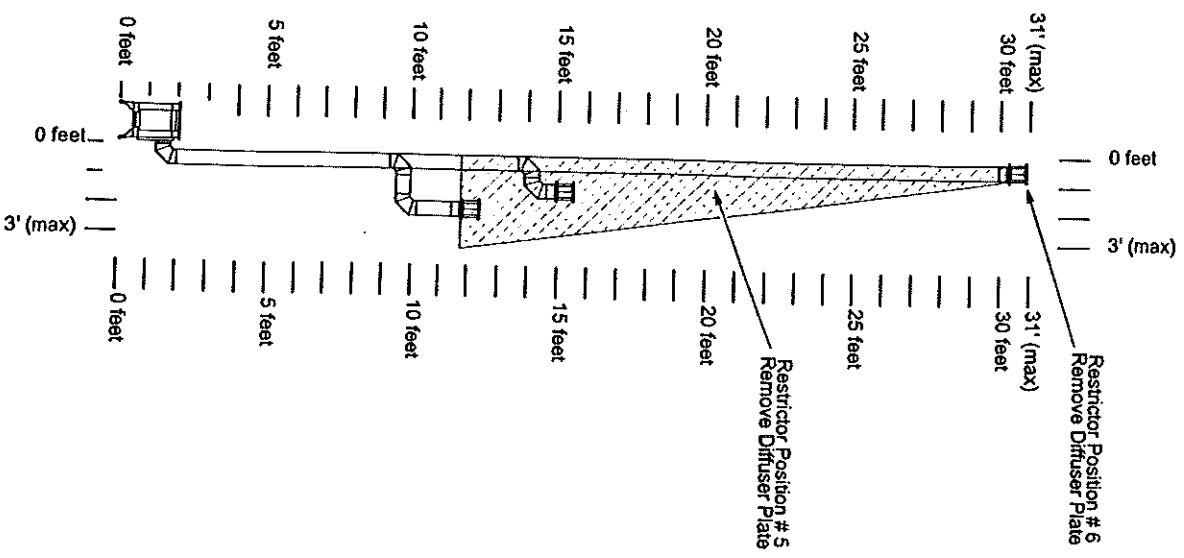 0 feet
5 feet
10 feet
15 feet
20 feet
25 feet
30 feet
31' (max)
0 feet
3' (max)
0 feet
3' (max)
0 feet
5 feet
10 feet
15 feet
20 feet
25 feet
30 feet
31' (max)
Restrictor Position # 5
Remove Diffuser Plate
Restrictor Position # 6
Remove Diffuser Plate